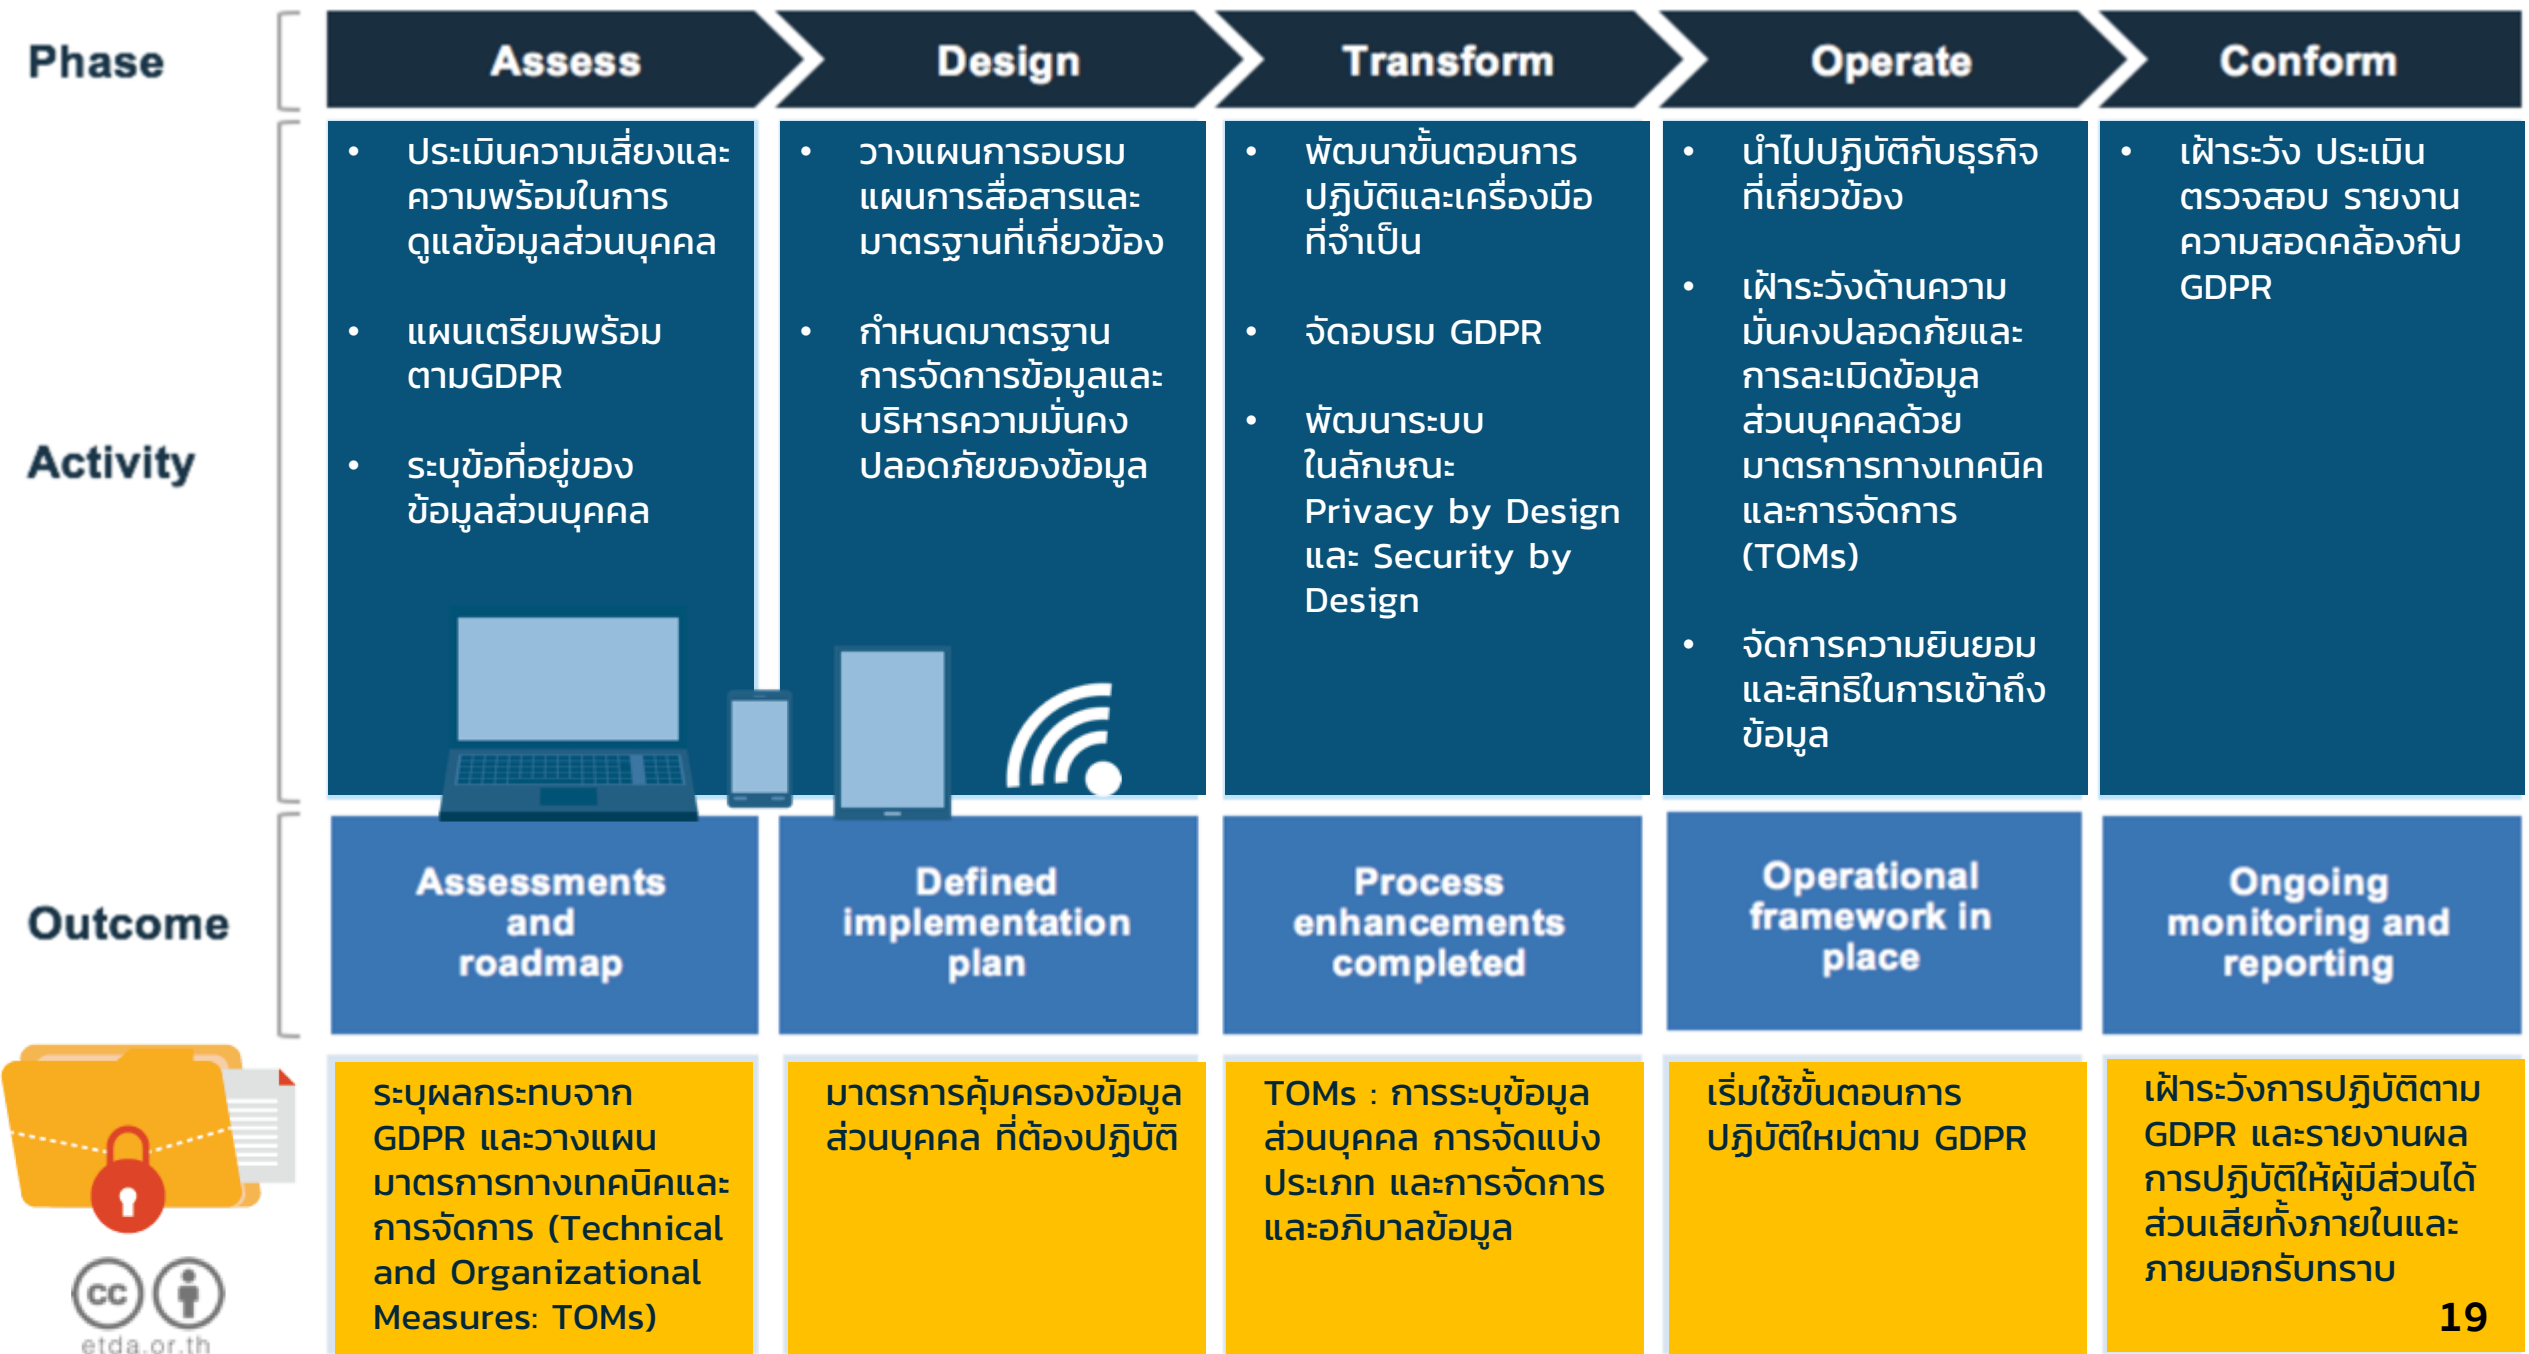 Phase
Assess
Design
Transform
Operate
Conform
Activity
• ประเมินความเสี่ยงและ
ความพร้อมในการ
ดูแลข้อมูลส่วนบุคคล
• แผนเตรียมพร้อม
ตามGDPR
• ระบุข้อที่อยู่ของ
ข้อมูลส่วนบุคคล
• วางแผนการอบรม
แผนการสื่อสารและ
มาตรฐานที่เกี่ยวข้อง
• กำหนดมาตรฐาน
การจัดการข้อมูลและ
บริหารความมั่นคง
ปลอดภัยของข้อมูล
• พัฒนาขั้นตอนการ
ปฏิบัติและเครื่องมือ
ที่จำเป็น
• จัดอบรม GDPR
• พัฒนาระบบ
ในลักษณะ
Privacy by Design
และ Security by
Design
• นำไปปฏิบัติกับธุรกิจ
ที่เกี่ยวข้อง
• เฝ้าระวังด้านความ
มั่นคงปลอดภัยและ
การละเมิดข้อมูล
ส่วนบุคคลด้วย
มาตรการทางเทคนิค
และการจัดการ
(TOMs)
• จัดการความยินยอม
และสิทธิในการเข้าถึง
ข้อมูล
• เฝ้าระวัง ประเมิน
ตรวจสอบ รายงาน
ความสอดคล้องกับ
GDPR
Outcome
Assessments
and
roadmap
Defined
implementation
plan
Process
enhancements
completed
Operational
framework in
place
Ongoing
monitoring and
reporting
ระบุผลกระทบจาก
GDPR และวางแผน
มาตรการทางเทคนิคและ
การจัดการ (Technical
and Organizational
Measures: TOMs)
มาตรการคุ้มครองข้อมูล
ส่วนบุคคล ที่ต้องปฏิบัติ
TOMs : การระบุข้อมูล
ส่วนบุคคล การจัดแบ่ง
ประเภท และการจัดการ
และอภิบาลข้อมูล
เริ่มใช้ขั้นตอนการ
ปฏิบัติใหม่ตาม GDPR
เฝ้าระวังการปฏิบัติตาม
GDPR และรายงานผล
การปฏิบัติให้ผู้มีส่วนได้
ส่วนเสียทั้งภายในและ
ภายนอกรับทราบ
cc
etda.or.th
19